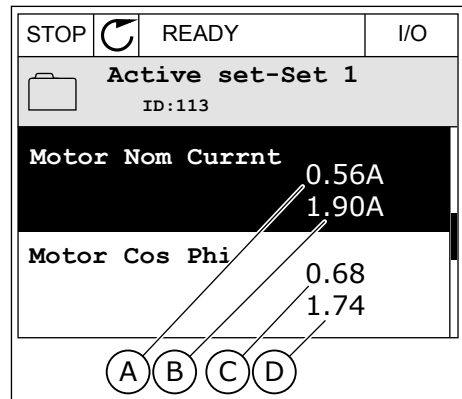 STOP READY I/O
Active set-Set 1
ID:113
Motor Nom Currnt
0.56A
1.90A
Motor Cos Phi
0.68
1.74
A B C D